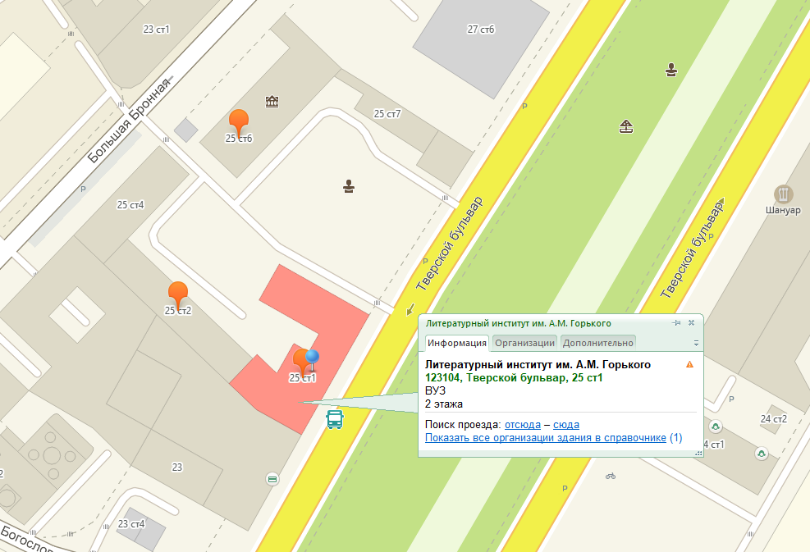 23 ст1
27 ст6
Большая Бронная
P
25 ст7
25 ст6
P
25 ст4
Тверской бульвар
Шануар
Тверской бульвар
P
P
25 ст2
Литературный институт им. А.М. Горького
Информация
Организации
Дополнительно
Литературный институт им. А.М. Горького
123104, Тверской бульвар, 25 ст1
ВУЗ
2 этажа
Поиск проезда: отсюда – сюда
Показать все организации здания в справочнике (1)
25 ст1
P
24 ст2
4 ст1
23
P
23 ст4
Богослов